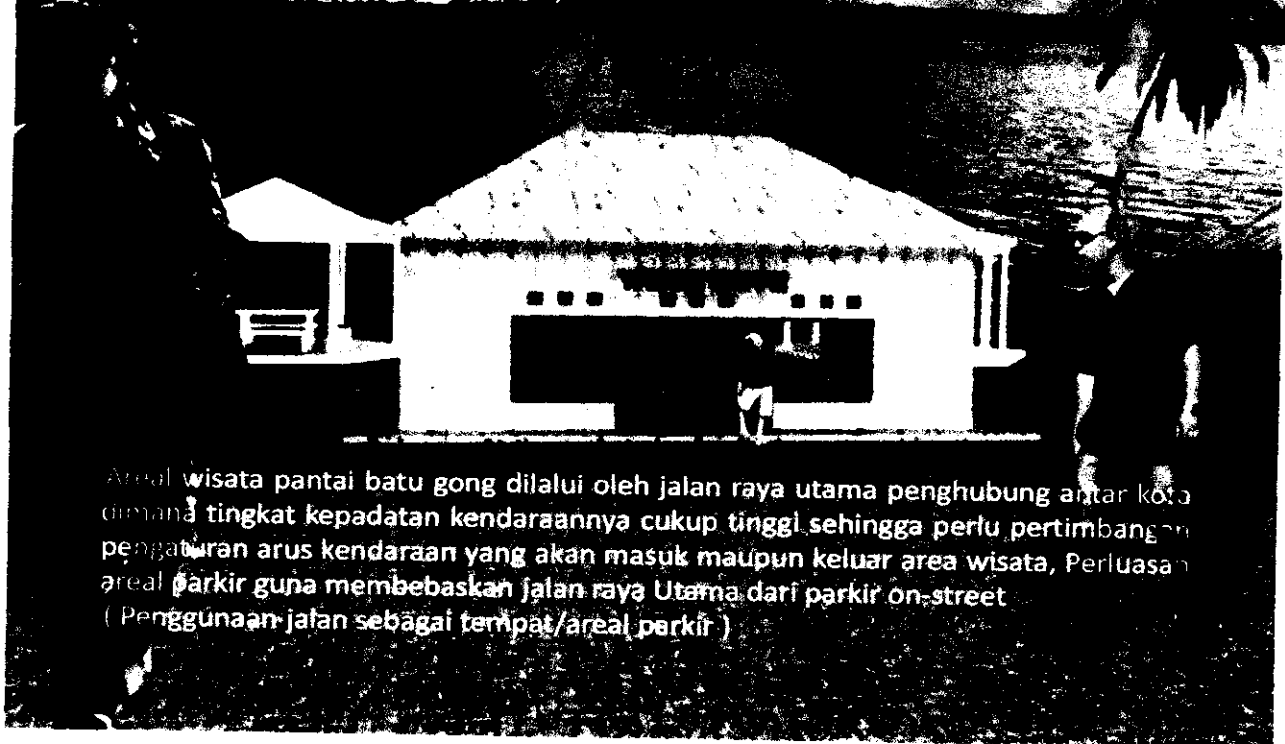 Areal wisata pantai batu gong dilalui oleh jalan raya utama penghubung antar kota
dimana tingkat kepadatan kendaraannya cukup tinggi sehingga perlu pertimbangan
pengaturan arus kendaraan yang akan masuk maupun keluar area wisata, Perluasan
areal parkir guna membebaskan jalan raya Utama dari parkir on-street
( Penggunaan jalan sebagai tempat/areal parkir )